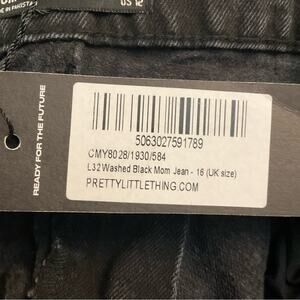 US 12
READY FOR THE FUTURE
5063027591789
CMY8028/1930/584
L32 Washed Black Mom Jean - 16 (UK size)
PRETTYLITTLETHING.COM